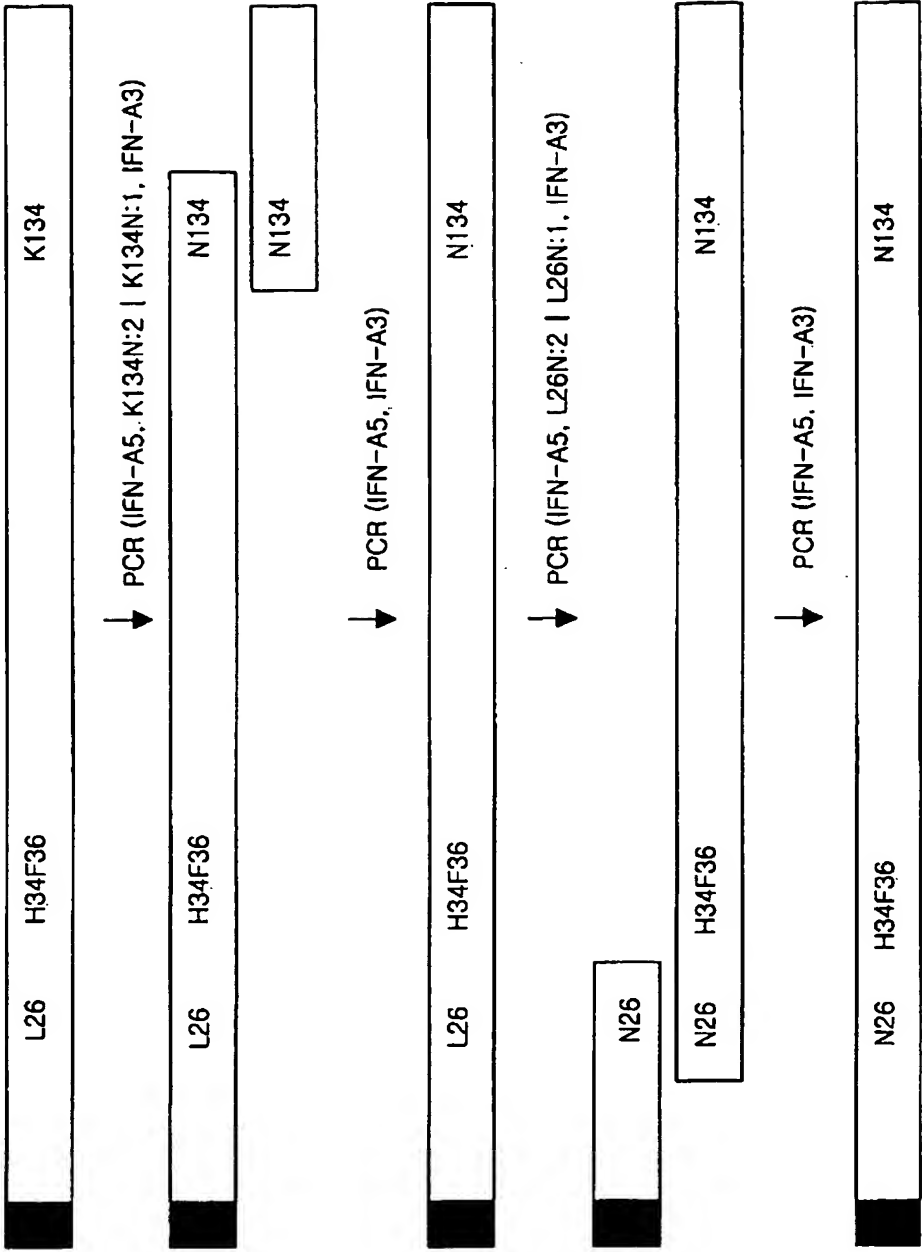 L26 H34F36 K134
PCR (IFN-A5, K134N:2 | K134N:1, IFN-A3)
L26 H34F36 N134
N134
PCR (IFN-A5, IFN-A3)
L26 H34F36 N134
PCR (IFN-A5, L26N:2 | L26N:1, IFN-A3)
N26
N26 H34F36 N134
PCR (IFN-A5, IFN-A3)
N26 H34F36 N134